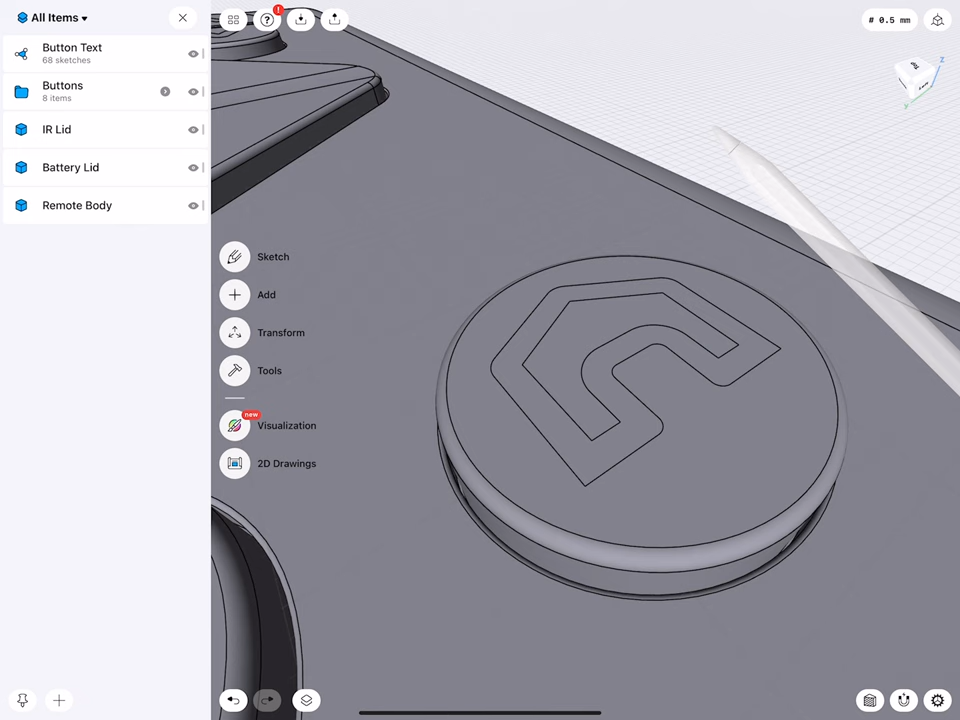 All Items ▾
Button Text
68 sketches
Buttons
8 items
IR Lid
Battery Lid
Remote Body
Sketch
Add
Transform
Tools
new
Visualization
2D Drawings
?
!
# 0.5 mm
Top
Z
Y